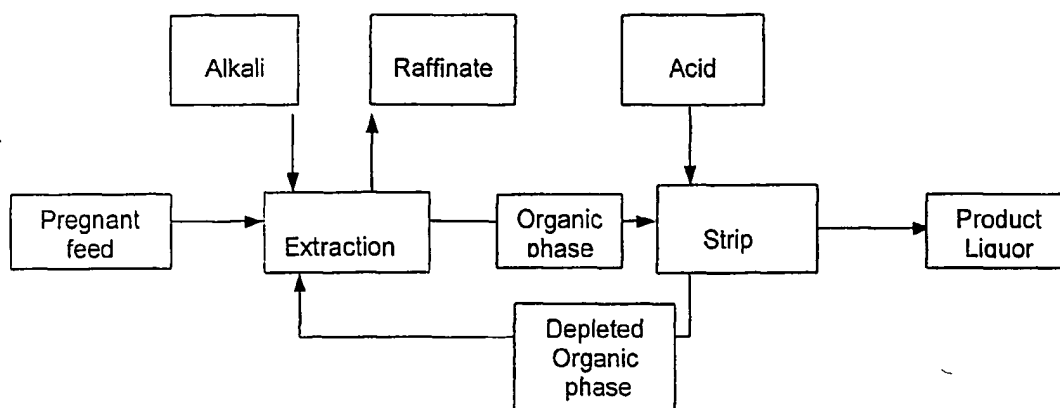 Alkali
Raffinate
Acid
Pregnant
feed
Extraction
Organic
phase
Strip
Product
Liquor
Depleted
Organic
phase